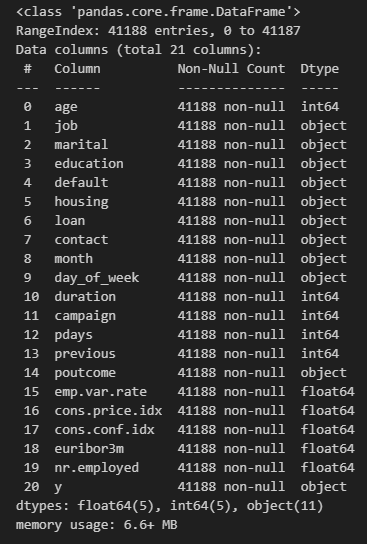 <class 'pandas.core.frame.DataFrame'>
RangeIndex: 41188 entries, 0 to 41187
Data columns (total 21 columns):
 #   Column          Non-Null Count  Dtype
---  ------          --------------  -----
 0   age             41188 non-null  int64
 1   job             41188 non-null  object
 2   marital         41188 non-null  object
 3   education       41188 non-null  object
 4   default         41188 non-null  object
 5   housing         41188 non-null  object
 6   loan            41188 non-null  object
 7   contact         41188 non-null  object
 8   month           41188 non-null  object
 9   day_of_week     41188 non-null  object
 10  duration        41188 non-null  int64
 11  campaign        41188 non-null  int64
 12  pdays           41188 non-null  int64
 13  previous        41188 non-null  int64
 14  poutcome        41188 non-null  object
 15  emp.var.rate    41188 non-null  float64
 16  cons.price.idx  41188 non-null  float64
 17  cons.conf.idx   41188 non-null  float64
 18  euribor3m       41188 non-null  float64
 19  nr.employed     41188 non-null  float64
 20  y               41188 non-null  object
dtypes: float64(5), int64(5), object(11)
memory usage: 6.6+ MB